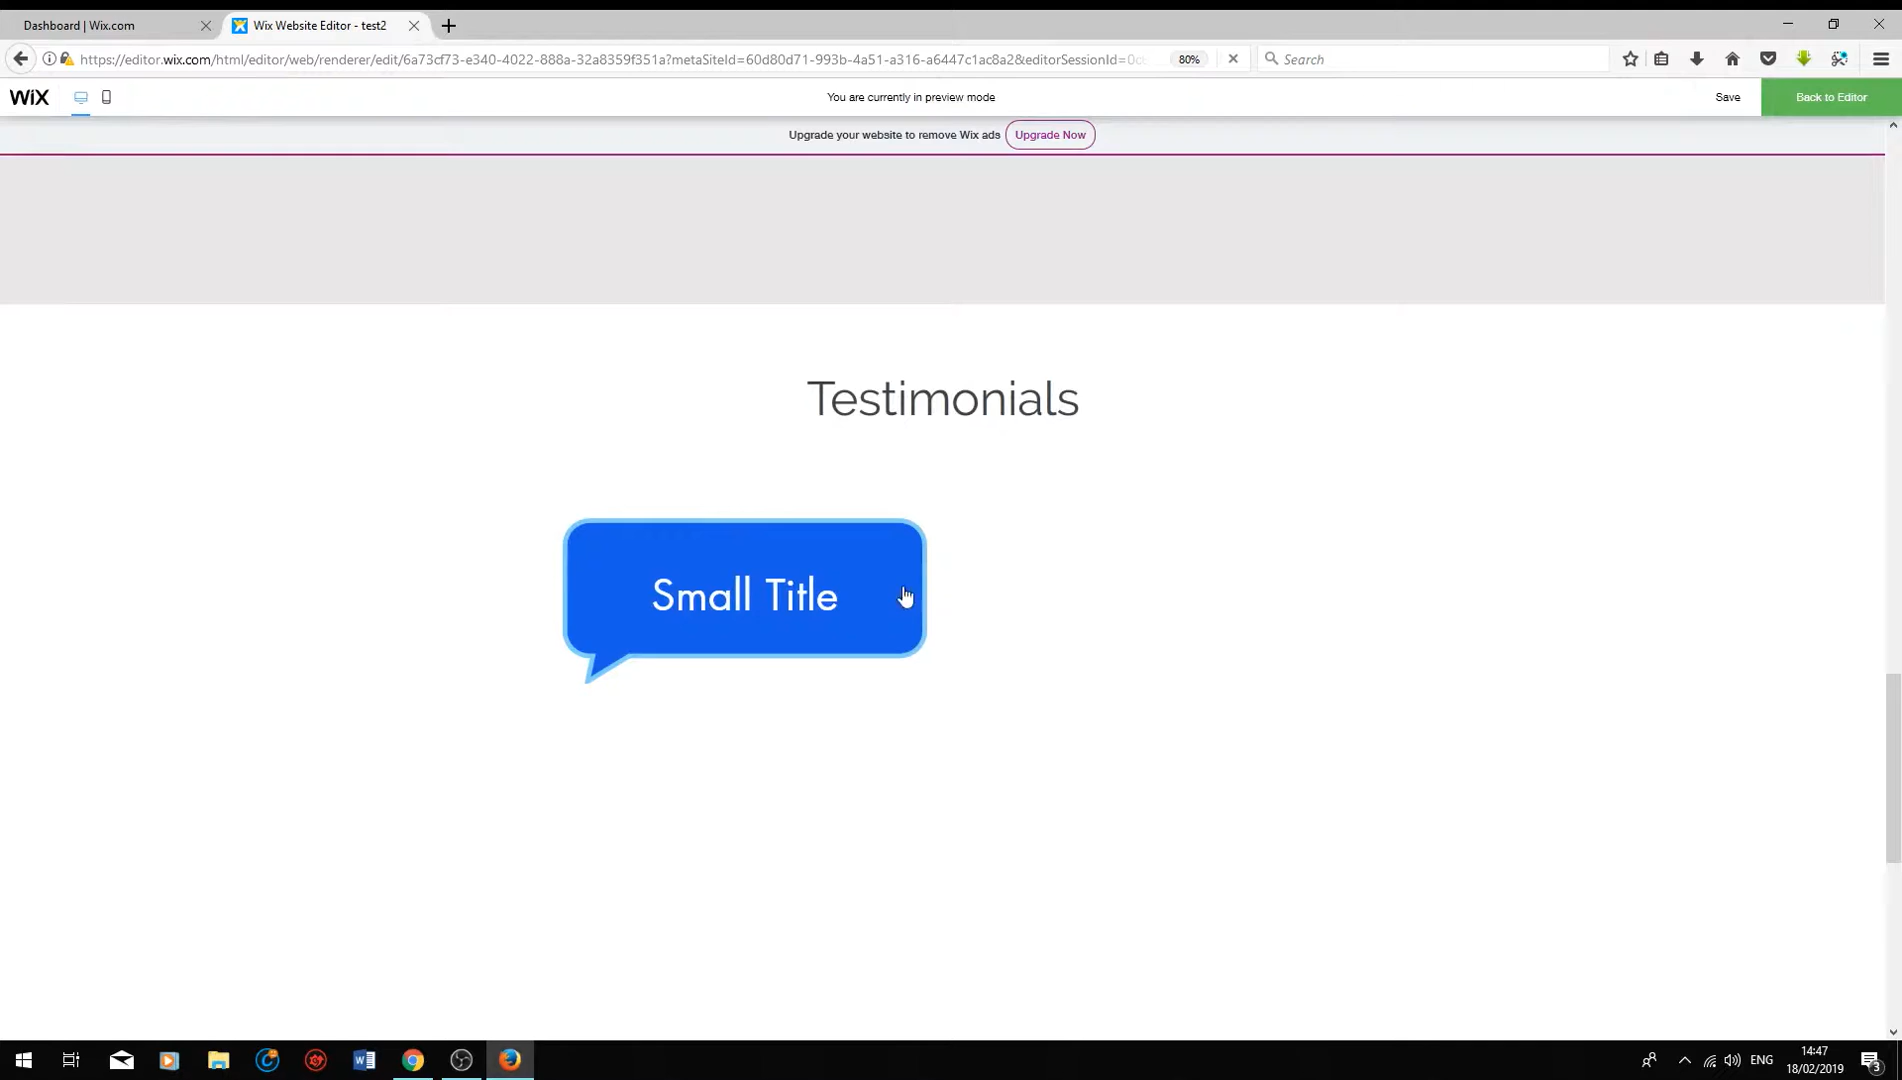 Dashboard | Wix.com
Wix Website Editor - test2
https://editor.wix.com/html/editor/web/renderer/edit/6a73cf73-e340-4022-888a-32a8359f351a?metaSiteId=60d80d71-993b-4a51-a316-a6447c1ac8a2&editorSessionId=0c
80%
Search
WiX
You are currently in preview mode
Save
Back to Editor
Upgrade your website to remove Wix ads
Upgrade Now
Testimonials
Small Title
ENG
14:47
18/02/2019
3